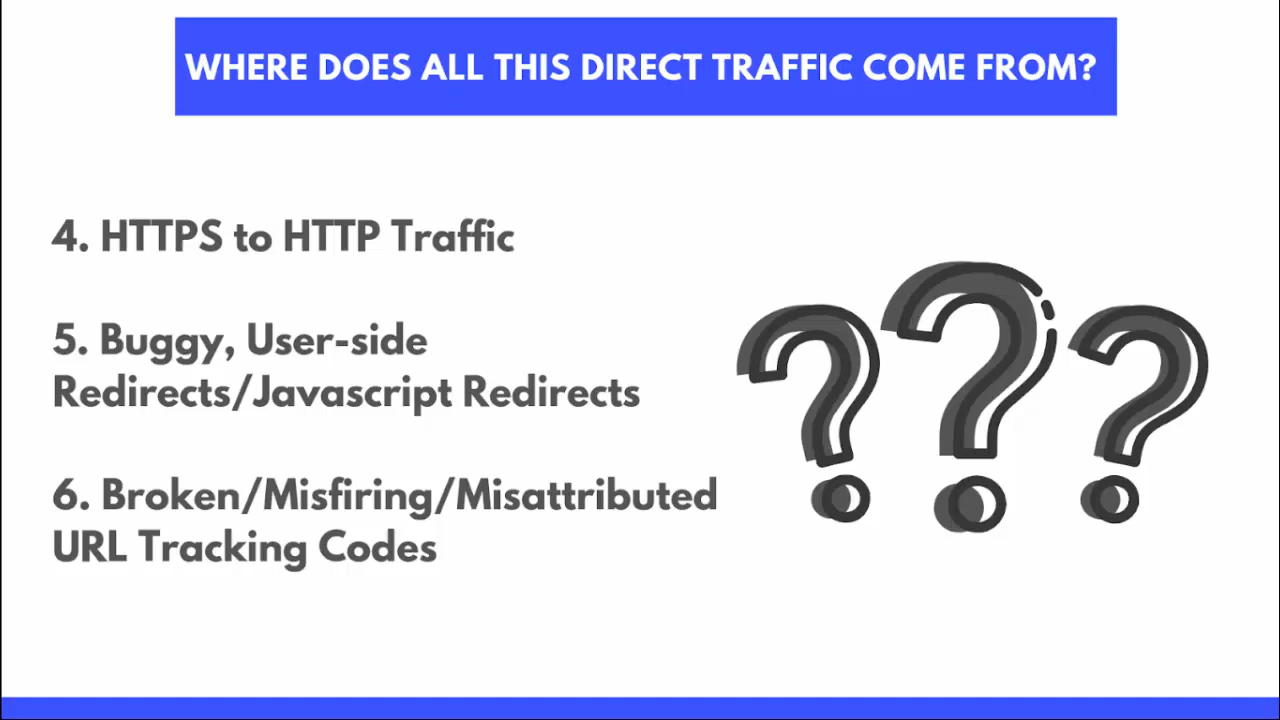 WHERE DOES ALL THIS DIRECT TRAFFIC COME FROM?
4. HTTPS to HTTP Traffic
5. Buggy, User-side
Redirects/Javascript Redirects
6. Broken/Misfiring/Misattributed
URL Tracking Codes